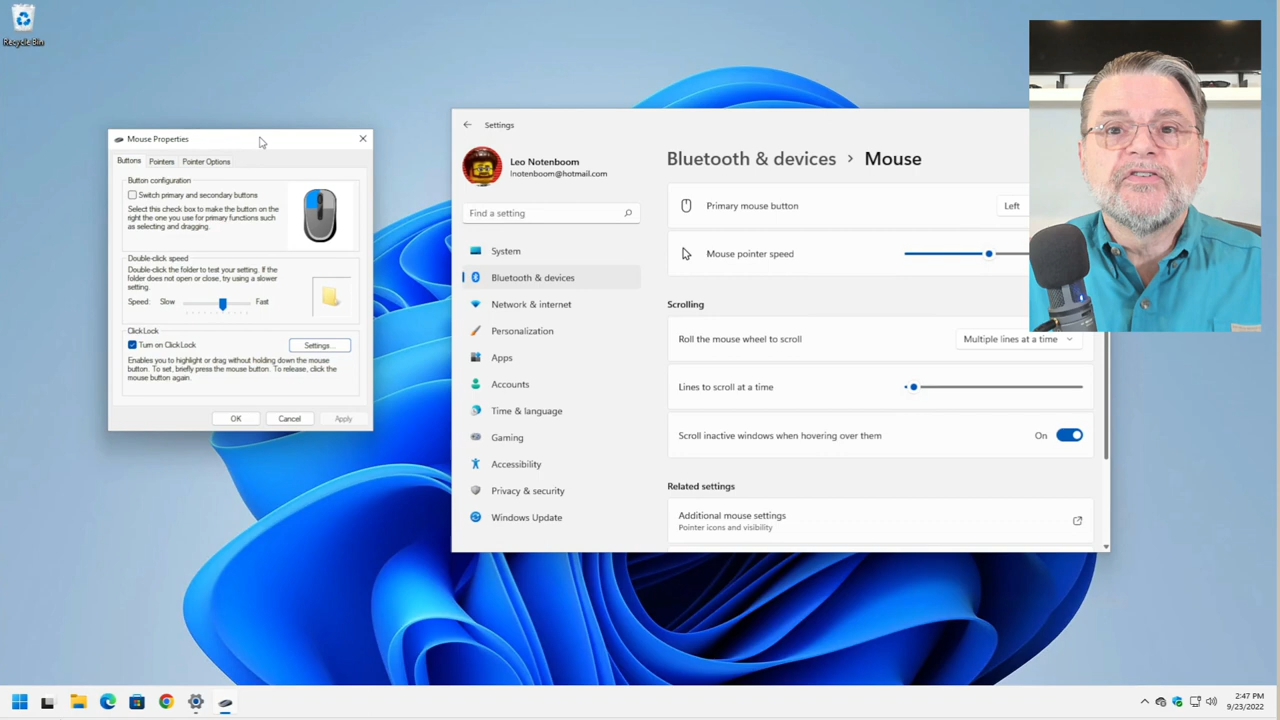 Recycle Bin
Mouse Properties
Buttons
Pointers
Pointer Options
Button configuration
Switch primary and secondary buttons
Select this check box to make the button on the
right the one you use for primary functions such
as selecting and dragging.
Double-click speed
Double-click the folder to test your setting. If the
folder does not open or close, try using a slower
setting.
Speed: Slow Fast
ClickLock
Turn on ClickLock
Settings...
Enables you to highlight or drag without holding down the mouse
button. To set, briefly press the mouse button. To release, click the
mouse button again.
OK
Cancel
Apply
Settings
Leo Notenboom
lnotenboom@hotmail.com
Find a setting
System
Bluetooth & devices
Network & internet
Personalization
Apps
Accounts
Time & language
Gaming
Accessibility
Privacy & security
Windows Update
Bluetooth & devices > Mouse
Primary mouse button
Left
Mouse pointer speed
Scrolling
Roll the mouse wheel to scroll
Multiple lines at a time
Lines to scroll at a time
Scroll inactive windows when hovering over them
On
Related settings
Additional mouse settings
Pointer icons and visibility
2:47 PM
9/23/2022